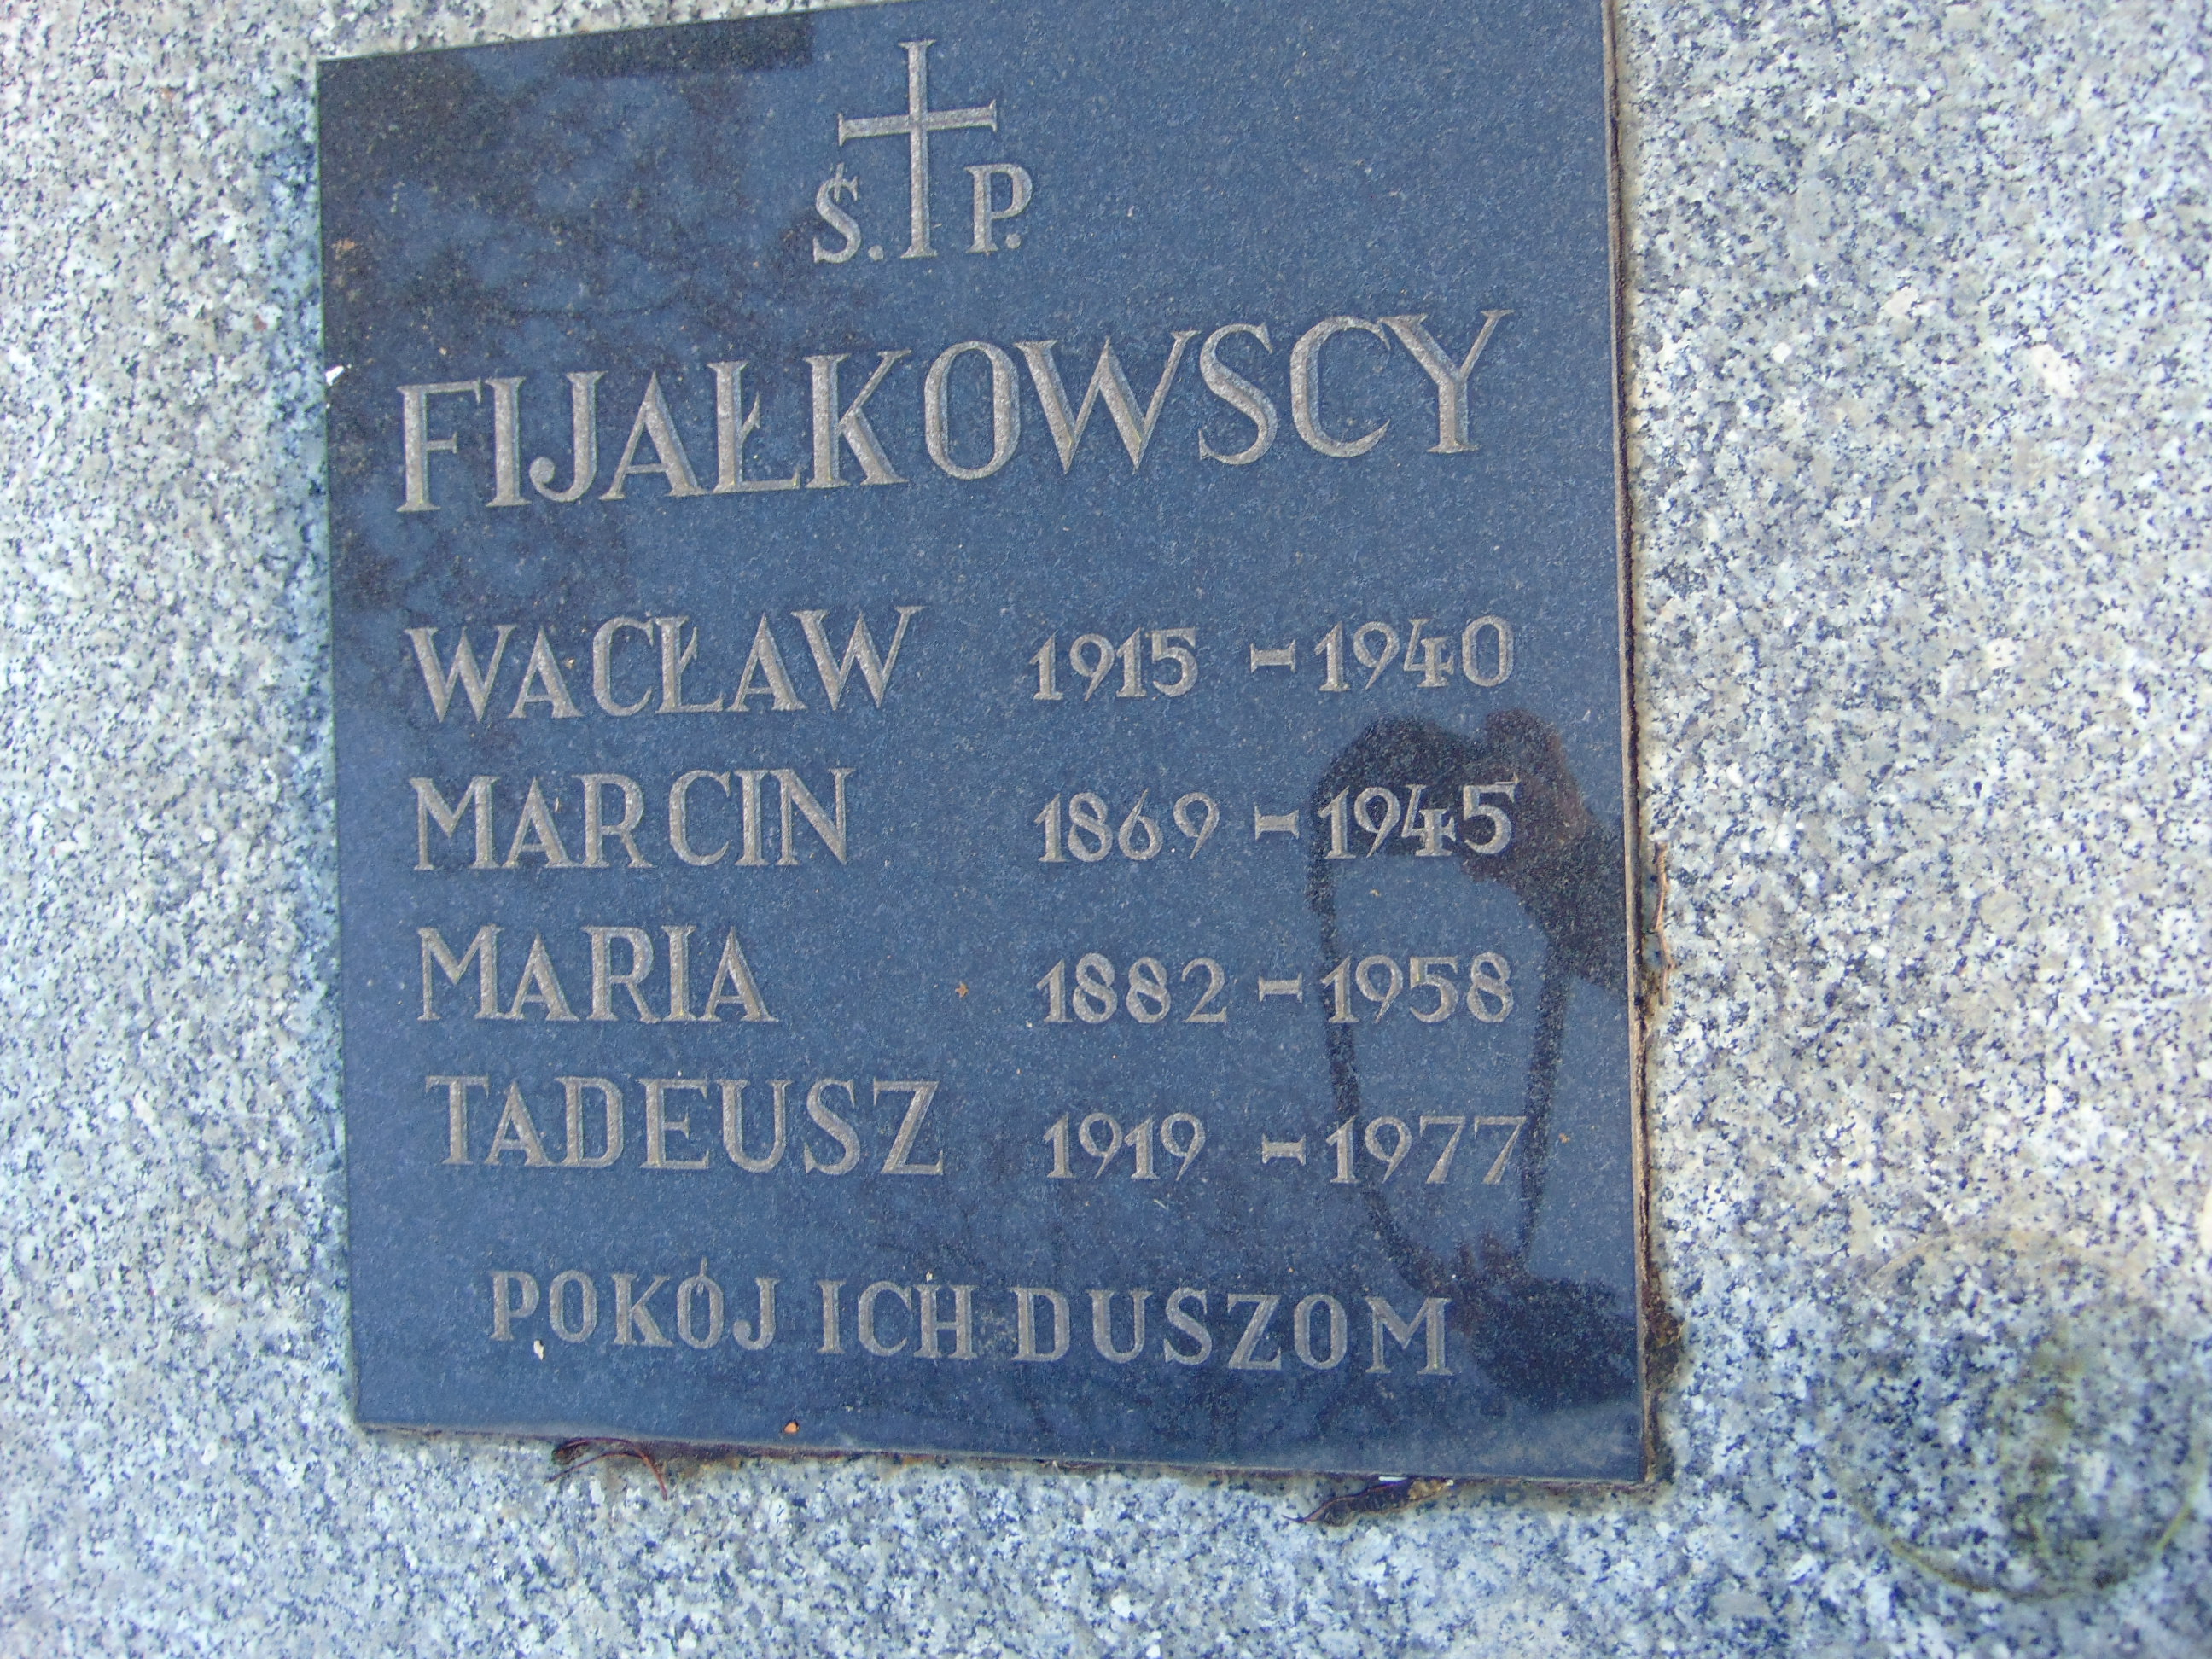 Ś. P.
FIJAŁKOWSCY
WACŁAW 1915 - 1940
MARCIN 1869 - 1945
MARIA 1882 - 1958
TADEUSZ 1919 - 1977
POKÓJ ICH DUSZOM